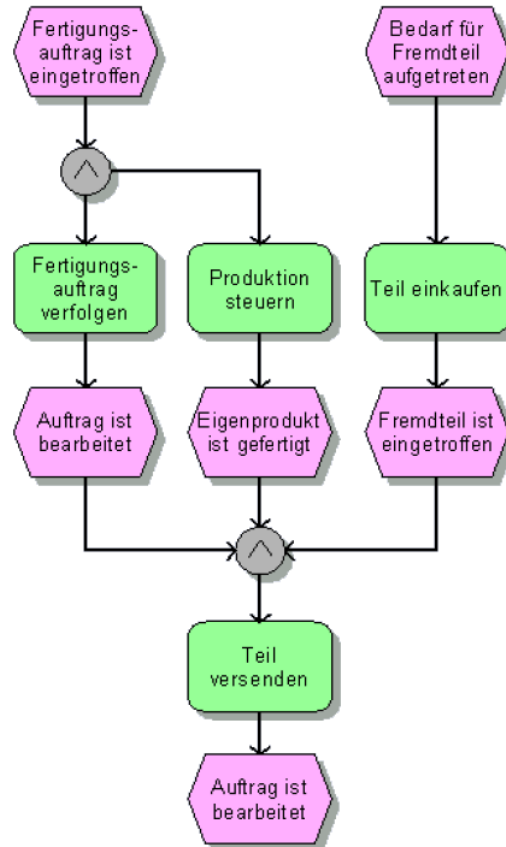 Fertigungs-
auftrag ist
eingetroffen
Bedarf für
Fremdteil
aufgetreten
Fertigungs-
auftrag
verfolgen
Produktion
steuern
Teil einkaufen
Auftrag ist
bearbeitet
Eigenprodukt
ist gefertigt
Fremdteil ist
eingetroffen
Teil
versenden
Auftrag ist
bearbeitet